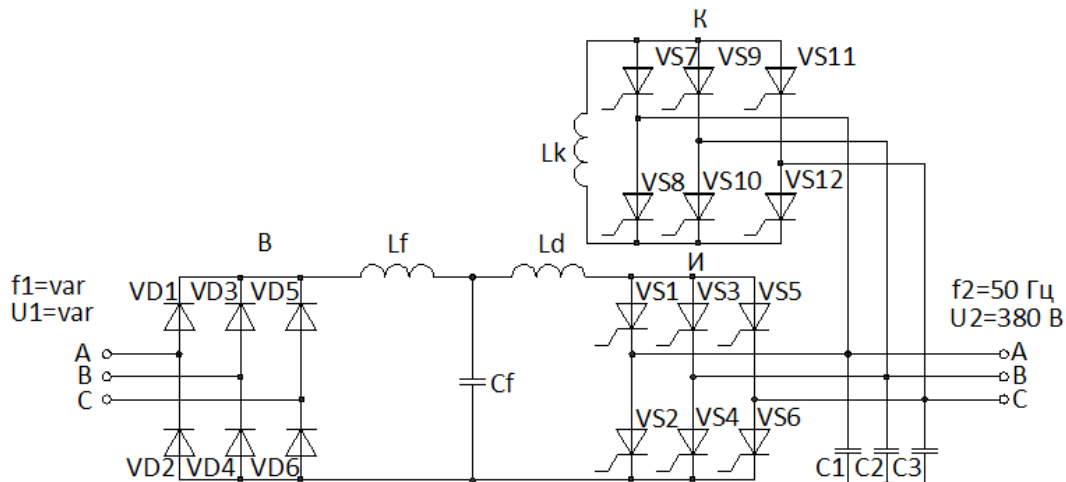 К
VS7 VS9 VS11
Lk
VS8 VS10 VS12
В Lf Ld И
f1=var
U1=var
VD1 VD3 VD5
VS1 VS3 VS5
f2=50 Гц
U2=380 В
A A
B B
C C
Cf
VD2 VD4 VD6
VS2 VS4 VS6
C1 C2 C3